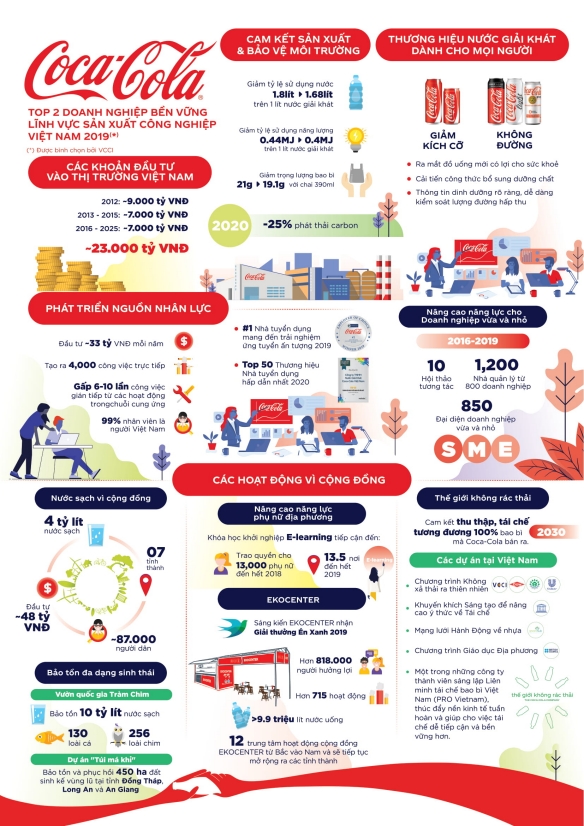 Coca-Cola
TOP 2 DOANH NGHIỆP BỀN VỮNG
LĨNH VỰC SẢN XUẤT CÔNG NGHIỆP
VIỆT NAM 2019(*)
(*) Được bình chọn bởi VCCI
CÁC KHOẢN ĐẦU TƯ
VÀO THỊ TRƯỜNG VIỆT NAM
2012: ~9.000 tỷ VNĐ
2013 - 2015: ~7.000 tỷ VNĐ
2016 - 2025: ~7.000 tỷ VNĐ
~23.000 tỷ VNĐ
CAM KẾT SẢN XUẤT
& BẢO VỆ MÔI TRƯỜNG
Giảm tỷ lệ sử dụng nước
1.8lít ▸ 1.68lít
trên 1 lít nước giải khát
Giảm tỷ lệ sử dụng năng lượng
0.44MJ ▸ 0.4MJ
trên 1 lít nước giải khát
Giảm trọng lượng bao bì
21g ▸ 19.1g với chai 390ml
2020
-25% phát thải carbon
Coca-Cola
THƯƠNG HIỆU NƯỚC GIẢI KHÁT
DÀNH CHO MỌI NGƯỜI
GIẢM
KÍCH CỠ
KHÔNG
ĐƯỜNG
• Ra mắt đồ uống mới có lợi cho sức khoẻ
• Cải tiến công thức bổ sung dưỡng chất
• Thông tin dinh dưỡng rõ ràng, dễ dàng
kiểm soát lượng đường hấp thu
Coca-Cola
PHÁT TRIỂN NGUỒN NHÂN LỰC
Đầu tư ~33 tỷ VNĐ mỗi năm
$
Tạo ra 4,000 công việc trực tiếp
Gấp 6-10 lần công việc
gián tiếp từ các hoạt động
trongchuỗi cung ứng
99% nhân viên là
người Việt Nam
• #1 Nhà tuyển dụng
mang đến trải nghiệm
ứng tuyển ấn tượng 2019
• Top 50 Thương hiệu
Nhà tuyển dụng
hấp dẫn nhất 2020
Coca-Cola
Nâng cao năng lực cho
Doanh nghiệp vừa và nhỏ
2016-2019
10
Hội thảo
tương tác
1,200
Nhà quản lý từ
800 doanh nghiệp
850
Đại diện doanh nghiệp
vừa và nhỏ
SME
CÁC HOẠT ĐỘNG VÌ CỘNG ĐỒNG
Nước sạch vì cộng đồng
4 tỷ lít
nước sạch
07
tỉnh
thành
$
Đầu tư
~48 tỷ
VNĐ
~87.000
người dân
Bảo tồn đa dạng sinh thái
Vườn quốc gia Tràm Chim
Bảo tồn 10 tỷ lít nước sạch
130
loài cá
256
loài chim
Dự án "Túi mã khỉ"
Bảo tồn và phục hồi 450 ha đất
sinh kế vùng lũ tại tỉnh Đồng Tháp,
Long An và An Giang
Nâng cao năng lực
phụ nữ địa phương
Khóa học khởi nghiệp E-learning tiếp cận đến:
Trao quyền cho
13,000 phụ nữ
đến hết 2018
13.5 nơi
đến hết
2019
EKOCENTER
Sáng kiến EKOCENTER nhận
Giải thưởng Én Xanh 2019
Hơn 818.000
người hưởng lợi
Hơn 715 hoạt động
>9.9 triệu lít nước uống
12 trung tâm hoạt động cộng đồng
EKOCENTER từ Bắc vào Nam và sẽ tiếp tục
mở rộng ra các tỉnh thành
Thế giới không rác thải
Cam kết thu thập, tái chế
tương đương 100% bao bì
mà Coca-Cola bán ra.
2030
Các dự án tại Việt Nam
Chương trình Không
xả thải ra thiên nhiên
Khuyến khích Sáng tạo để nâng
cao ý thức về Tái chế
Mạng lưới Hành Động về nhựa
Chương trình Giáo dục Địa phương
Một trong những công ty
thành viên sáng lập Liên
minh tái chế bao bì Việt
Nam (PRO Vietnam),
thúc đẩy nền kinh tế tuần
hoàn và giúp cho việc tái
chế dễ tiếp cận và bền
vững hơn.
thế giới không rác thải